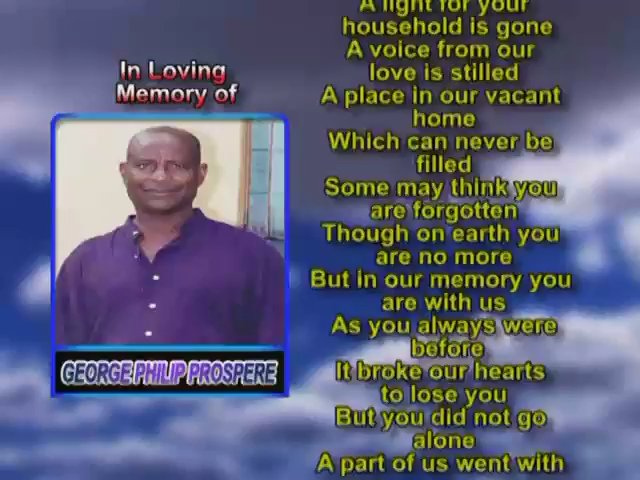 In Loving
Memory of
GEORGE PHILIP PROSPERE
A light for your
household is gone
A voice from our
love is stilled
A place in our vacant
home
Which can never be
filled
Some may think you
are forgotten
Though on earth you
are no more
But in our memory you
are with us
As you always were
before
It broke our hearts
to lose you
But you did not go
alone
A part of us went with